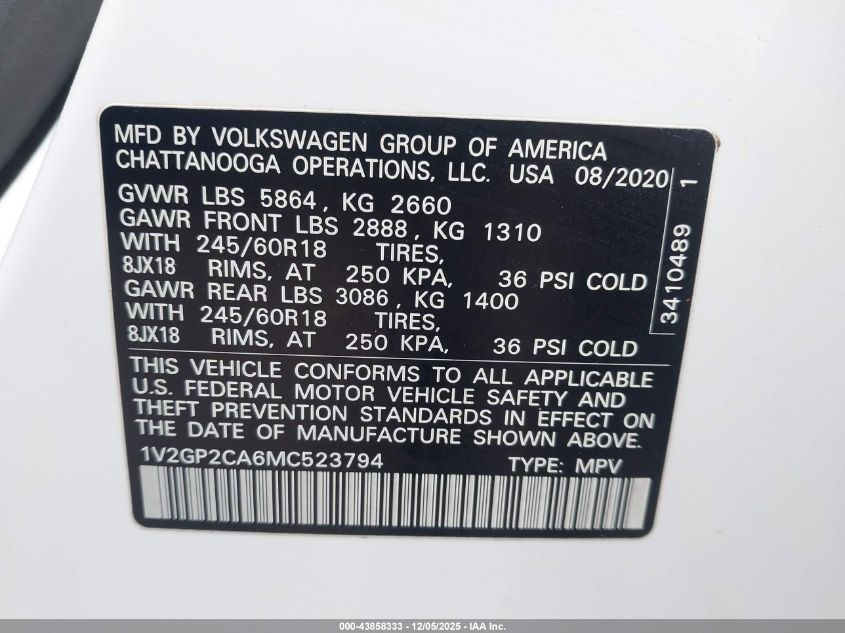 MFD BY VOLKSWAGEN GROUP OF AMERICA
CHATTANOOGA OPERATIONS, LLC. USA 08/2020
GVWR LBS 5864, KG 2660
GAWR FRONT LBS 2888, KG 1310
WITH 245/60R18 TIRES,
8JX18 RIMS, AT 250 KPA, 36 PSI COLD
GAWR REAR LBS 3086, KG 1400
WITH 245/60R18 TIRES,
8JX18 RIMS, AT 250 KPA, 36 PSI COLD
3410489 1
THIS VEHICLE CONFORMS TO ALL APPLICABLE
U.S. FEDERAL MOTOR VEHICLE SAFETY AND
THEFT PREVENTION STANDARDS IN EFFECT ON
THE DATE OF MANUFACTURE SHOWN ABOVE.
1V2GP2CA6MC523794 TYPE: MPV
000-43858333 - 12/05/2025 - IAA Inc.